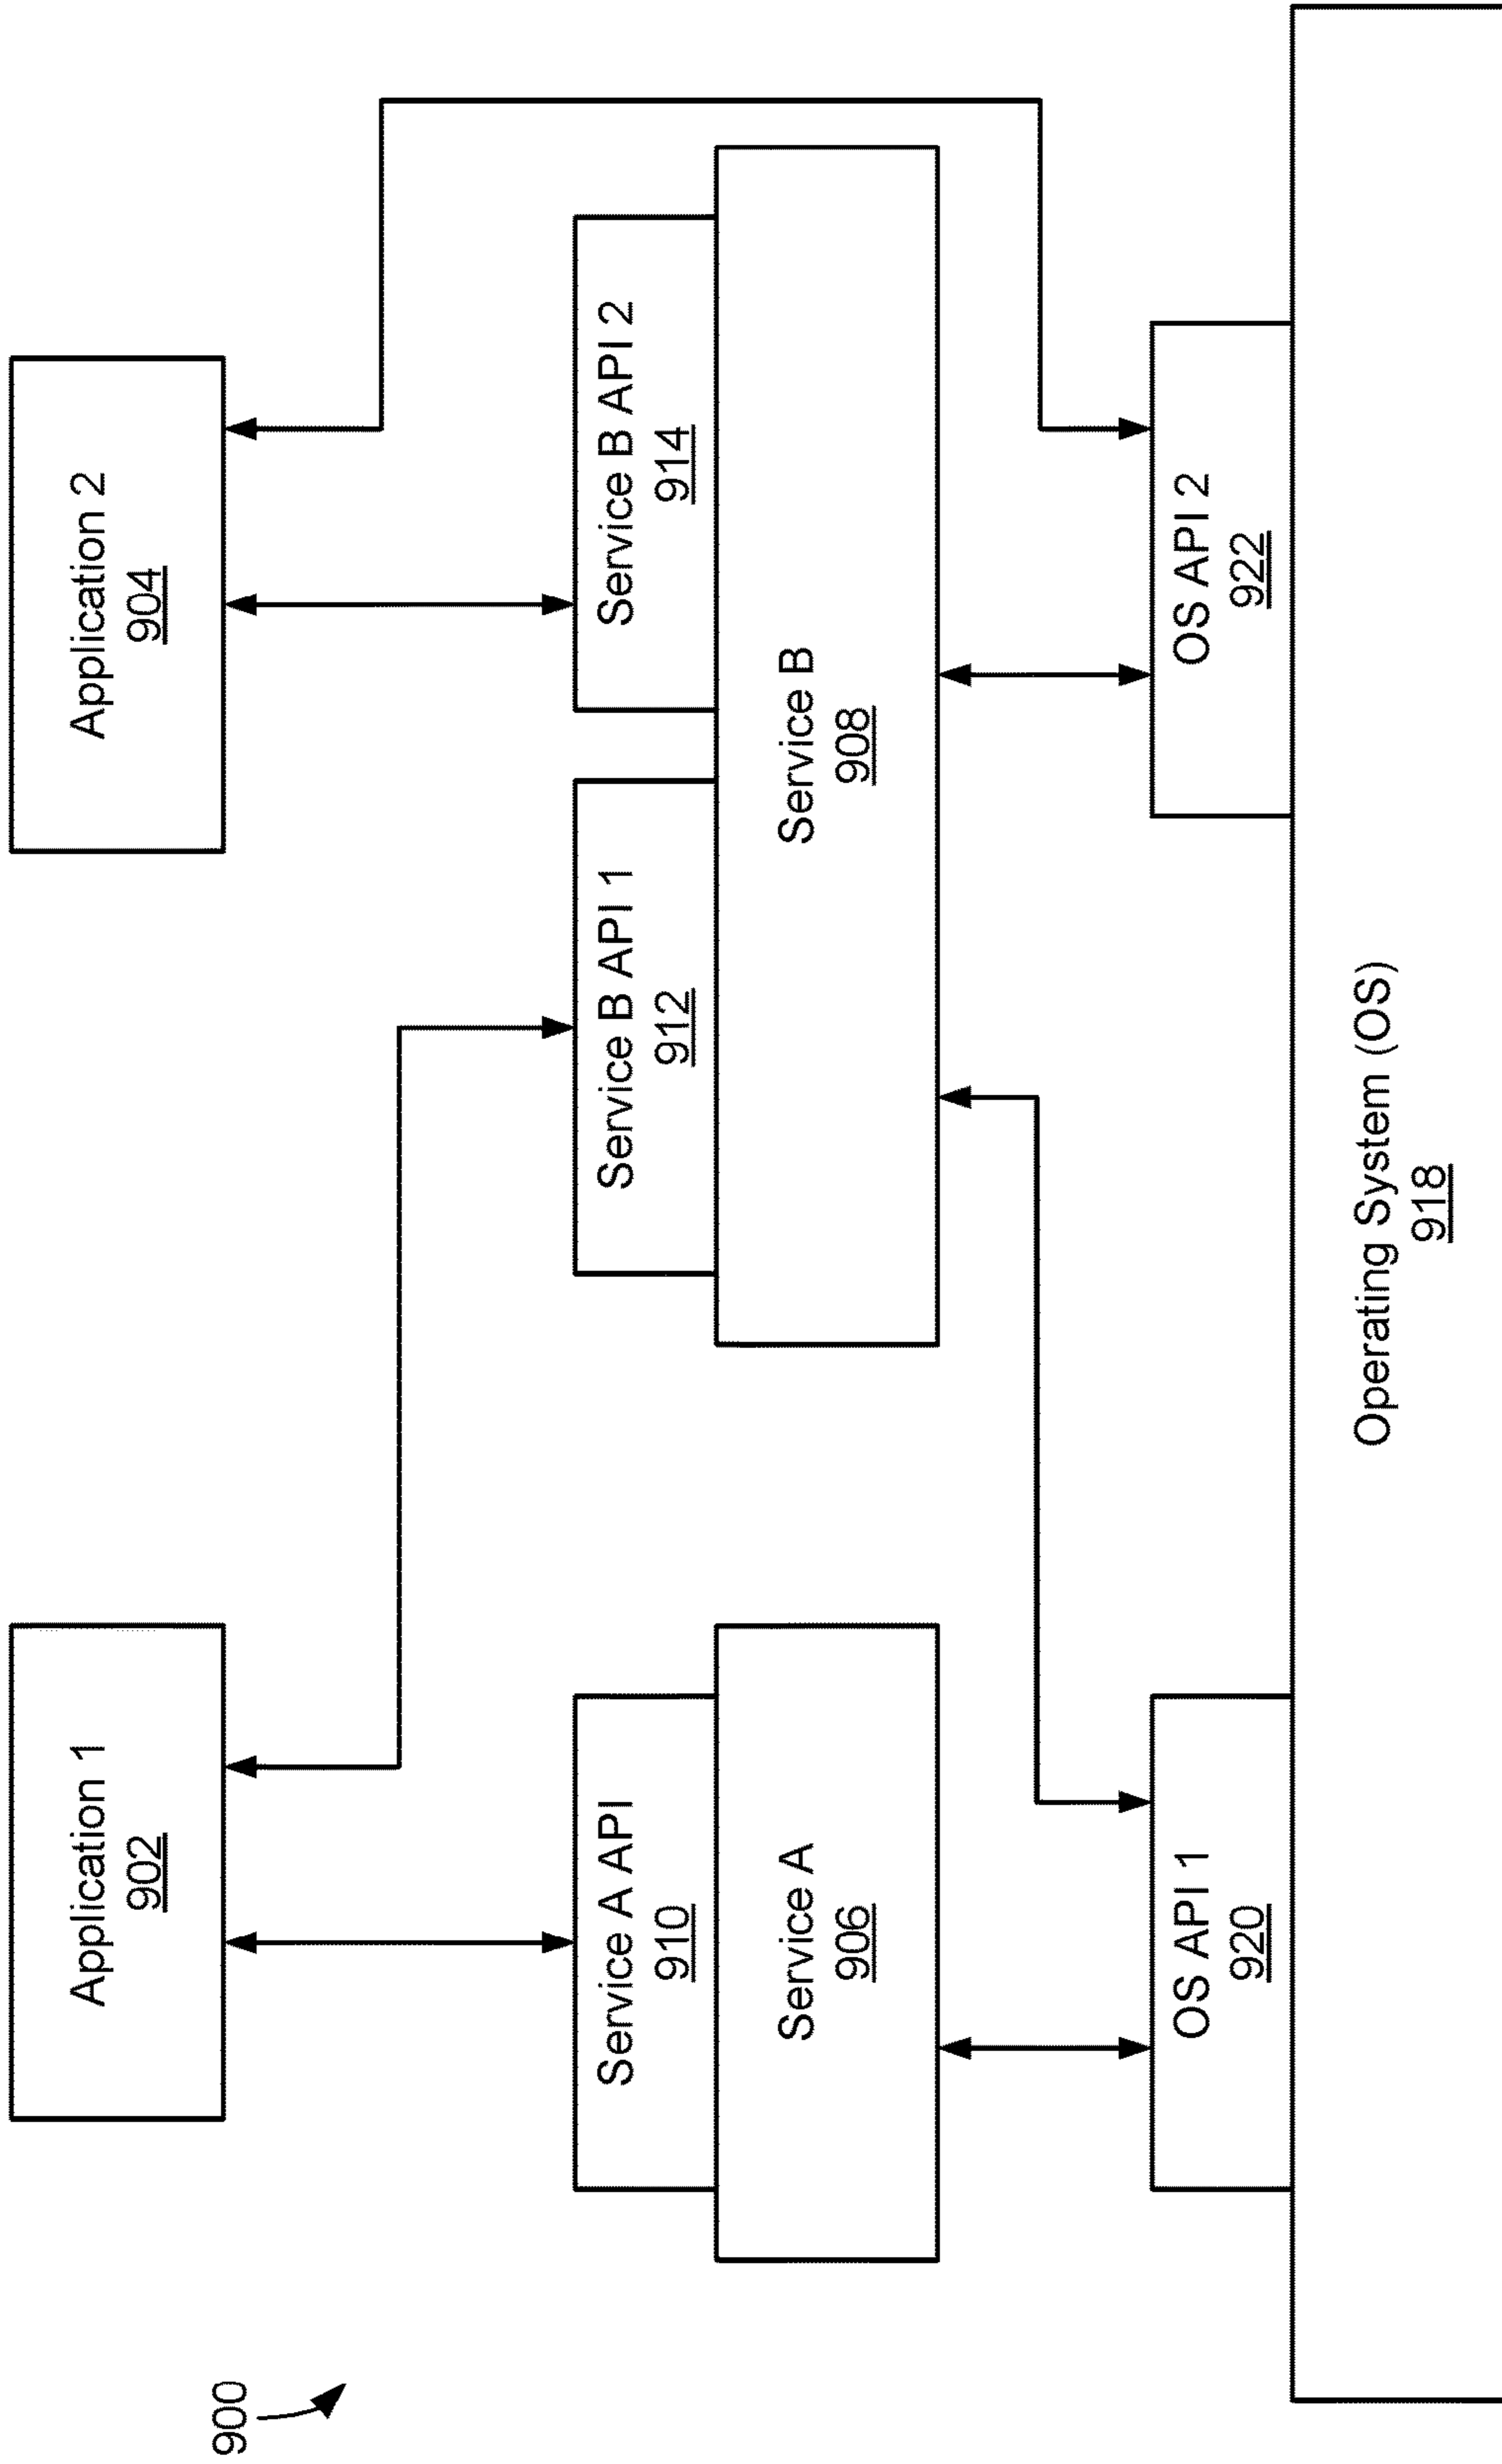 900
Application 1
902
Application 2
904
Service A API
910
Service B API 1
912
Service B API 2
914
Service A
906
Service B
908
OS API 1
920
OS API 2
922
Operating System (OS)
918